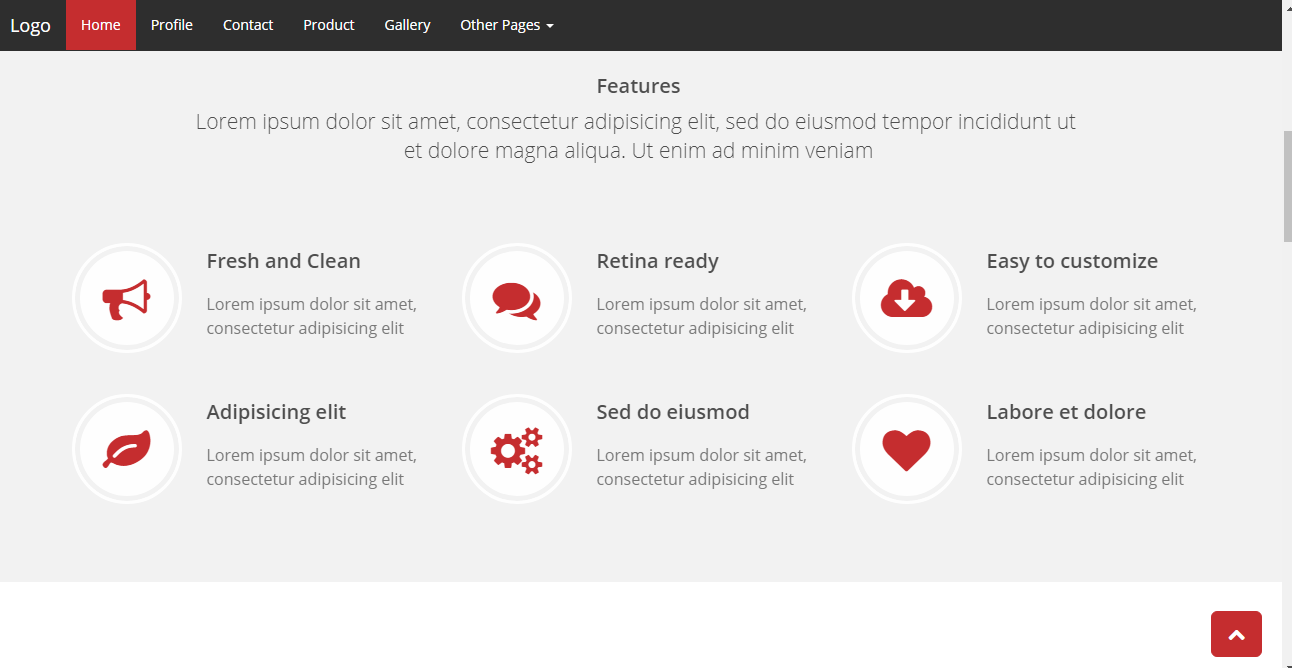 Logo Home Profile Contact Product Gallery Other Pages
Features
Lorem ipsum dolor sit amet, consectetur adipisicing elit, sed do eiusmod tempor incididunt ut
et dolore magna aliqua. Ut enim ad minim veniam
Fresh and Clean
Lorem ipsum dolor sit amet,
consectetur adipisicing elit
Retina ready
Lorem ipsum dolor sit amet,
consectetur adipisicing elit
Easy to customize
Lorem ipsum dolor sit amet,
consectetur adipisicing elit
Adipisicing elit
Lorem ipsum dolor sit amet,
consectetur adipisicing elit
Sed do eiusmod
Lorem ipsum dolor sit amet,
consectetur adipisicing elit
Labore et dolore
Lorem ipsum dolor sit amet,
consectetur adipisicing elit